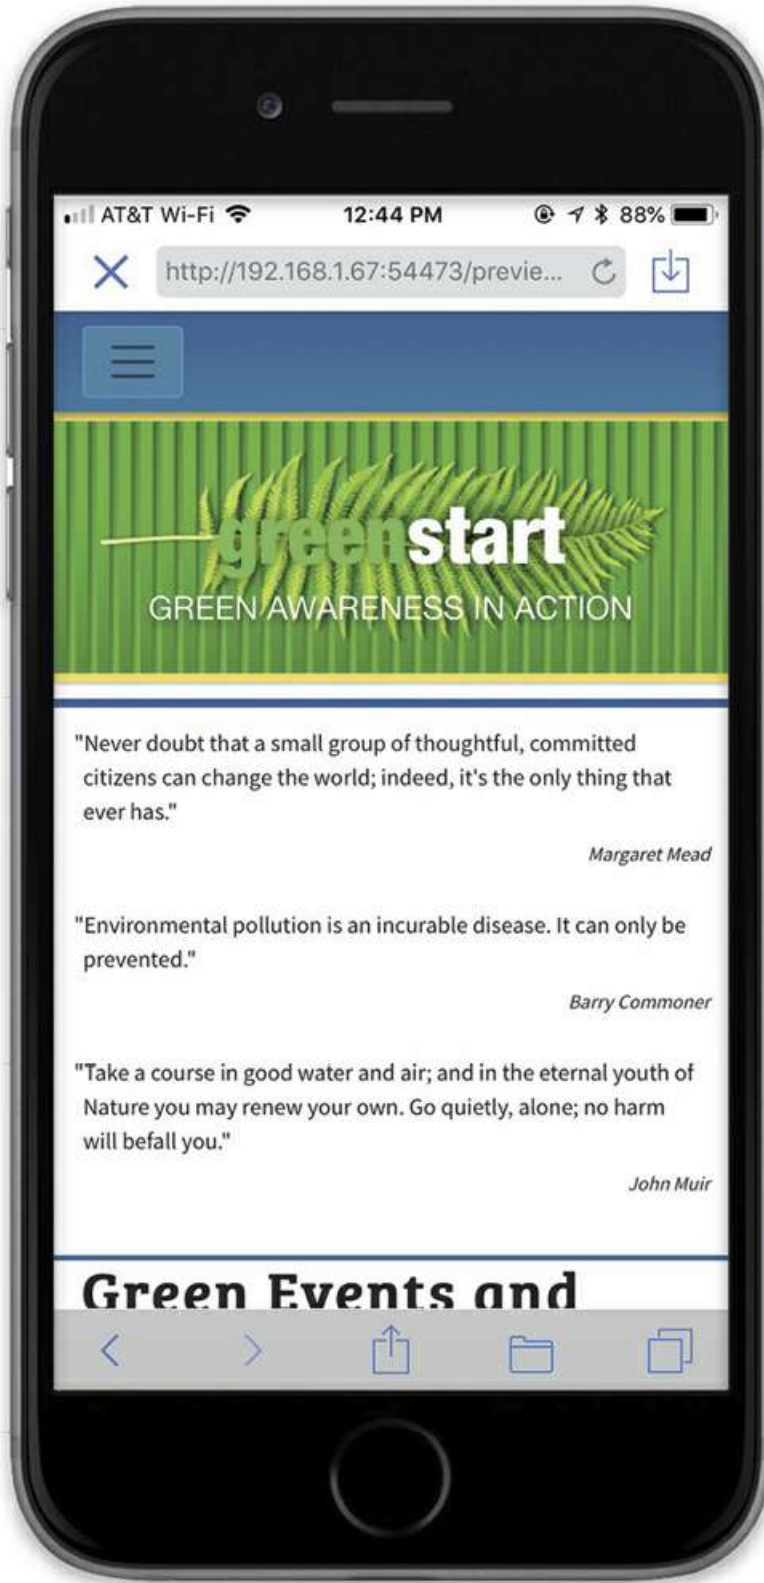 AT&T Wi-Fi 12:44 PM 88%
http://192.168.1.67:54473/previe...
greenstart
GREEN AWARENESS IN ACTION
"Never doubt that a small group of thoughtful, committed
citizens can change the world; indeed, it's the only thing that
ever has."
Margaret Mead
"Environmental pollution is an incurable disease. It can only be
prevented."
Barry Commoner
"Take a course in good water and air; and in the eternal youth of
Nature you may renew your own. Go quietly, alone; no harm
will befall you."
John Muir
Green Events and